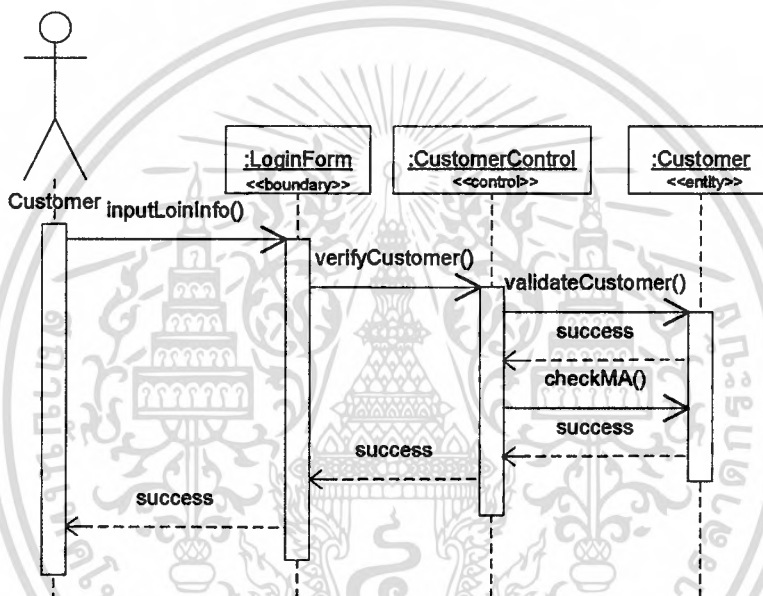 :LoginForm
<<boundary>>
:CustomerControl
<<control>>
:Customer
<<entity>>
Customer
inputLoinInfo()
verifyCustomer()
validateCustomer()
success
checkMA()
success
success
success